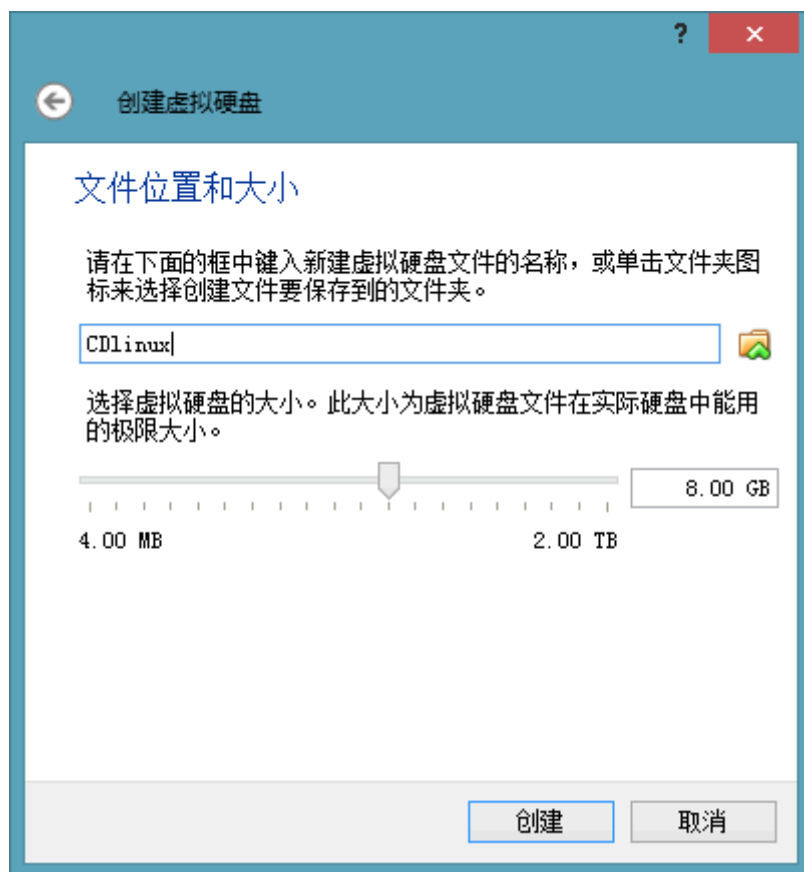 ?
创建虚拟硬盘
文件位置和大小
请在下面的框中键入新建虚拟硬盘文件的名称，或单击文件夹图
标来选择创建文件要保存到的文件夹。
CDlinux
选择虚拟硬盘的大小。此大小为虚拟硬盘文件在实际硬盘中能用
的极限大小。
8.00 GB
4.00 MB 2.00 TB
创建 取消